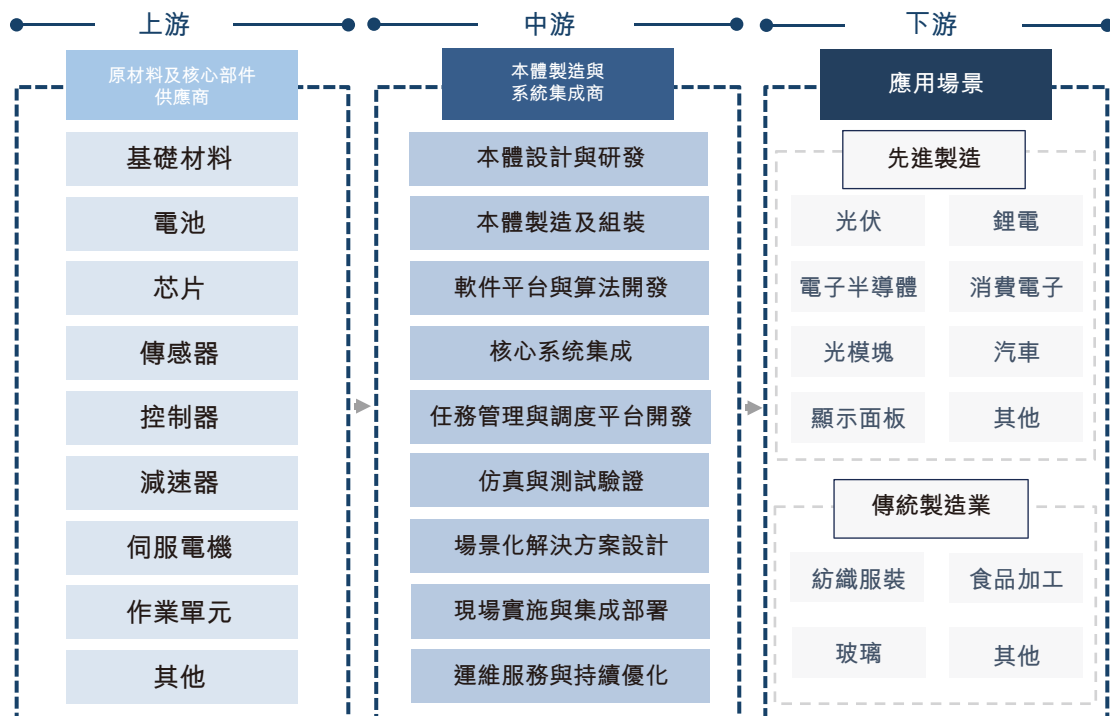 上游
原材料及核心部件
供應商
基礎材料
電池
芯片
傳感器
控制器
減速器
伺服電機
作業單元
其他
中游
本體製造與
系統集成商
本體設計與研發
本體製造及組裝
軟件平台與算法開發
核心系统集成
任務管理與調度平台開發
仿真與測試驗證
場景化解決方案設計
現場實施與集成部署
運維服務與持續優化
下游
應用場景
先進製造
光伏
鋰電
電子半導體
消費電子
光模塊
汽車
顯示面板
其他
傳統製造業
紡織服裝
食品加工
玻璃
其他